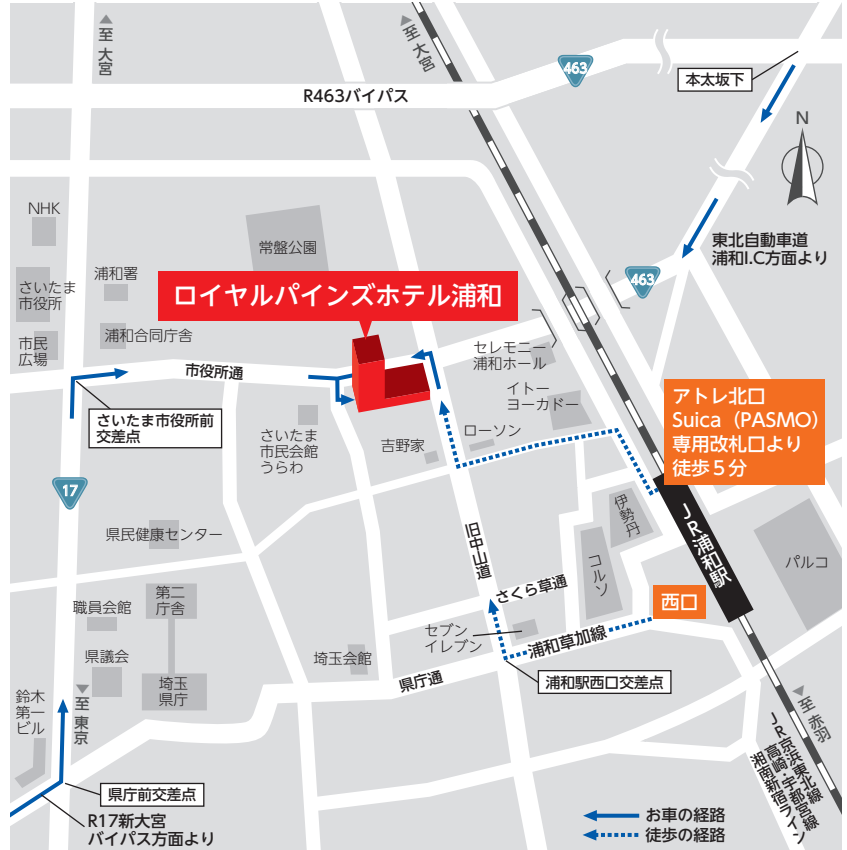 至大宮
至大宮
463
本太坂下
R463バイパス
N
NHK
常盤公園
東北自動車道
浦和I.C方面より
さいたま
市役所
浦和署
463
ロイヤルパインズホテル浦和
市民
広場
浦和合同庁舎
セレモニー
浦和ホール
市役所通
イトー
ヨーカドー
アトレ北口
Suica（PASMO）
専用改札口より
徒歩5分
さいたま市役所前
交差点
さいたま
市民会館
うらわ
吉野家
ローソン
17
伊勢丹
JR浦和駅
県民健康センター
旧中山道
コルソ
パルコ
さくら草通
第二
庁舎
職員会館
西口
セブン
イレブン
浦和草加線
県議会
埼玉会館
県庁通
浦和駅西口交差点
埼玉
県庁
至東京
鈴木
第一
ビル
至赤羽
JR京浜東北線
高崎・宇都宮線
湘南新宿ライン
県庁前交差点
R17新大宮
バイパス方面より
お車の経路
徒歩の経路